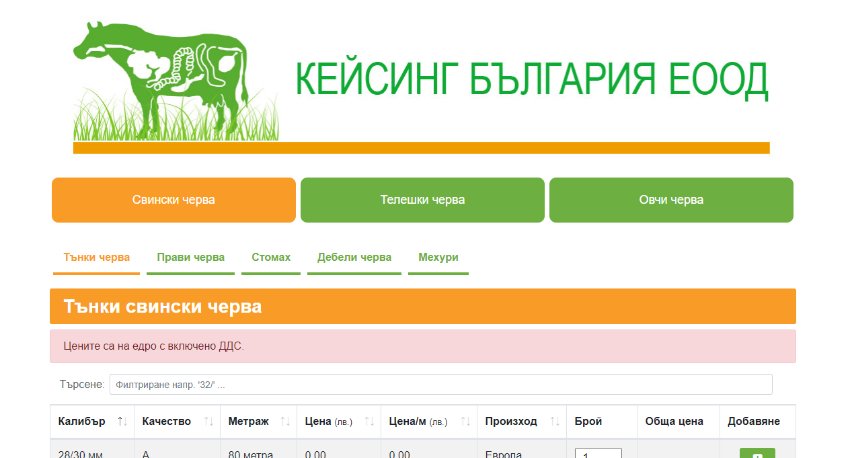 КЕЙСИНГ БЪЛГАРИЯ ЕООД
Свински черва Телешки черва Овчи черва
Тънки черва Прави черва Стомах Дебели черва Мехури
Тънки свински черва
Цените са на едро с включено ДДС.
Търсене: Филтриране напр. '32/' ...
Калибър Качество Метраж Цена (лв.) Цена/м (лв.) Произход Брой Обща цена Добавяне
28/30 мм A 80 метра 0.00 0.00 Европа 1